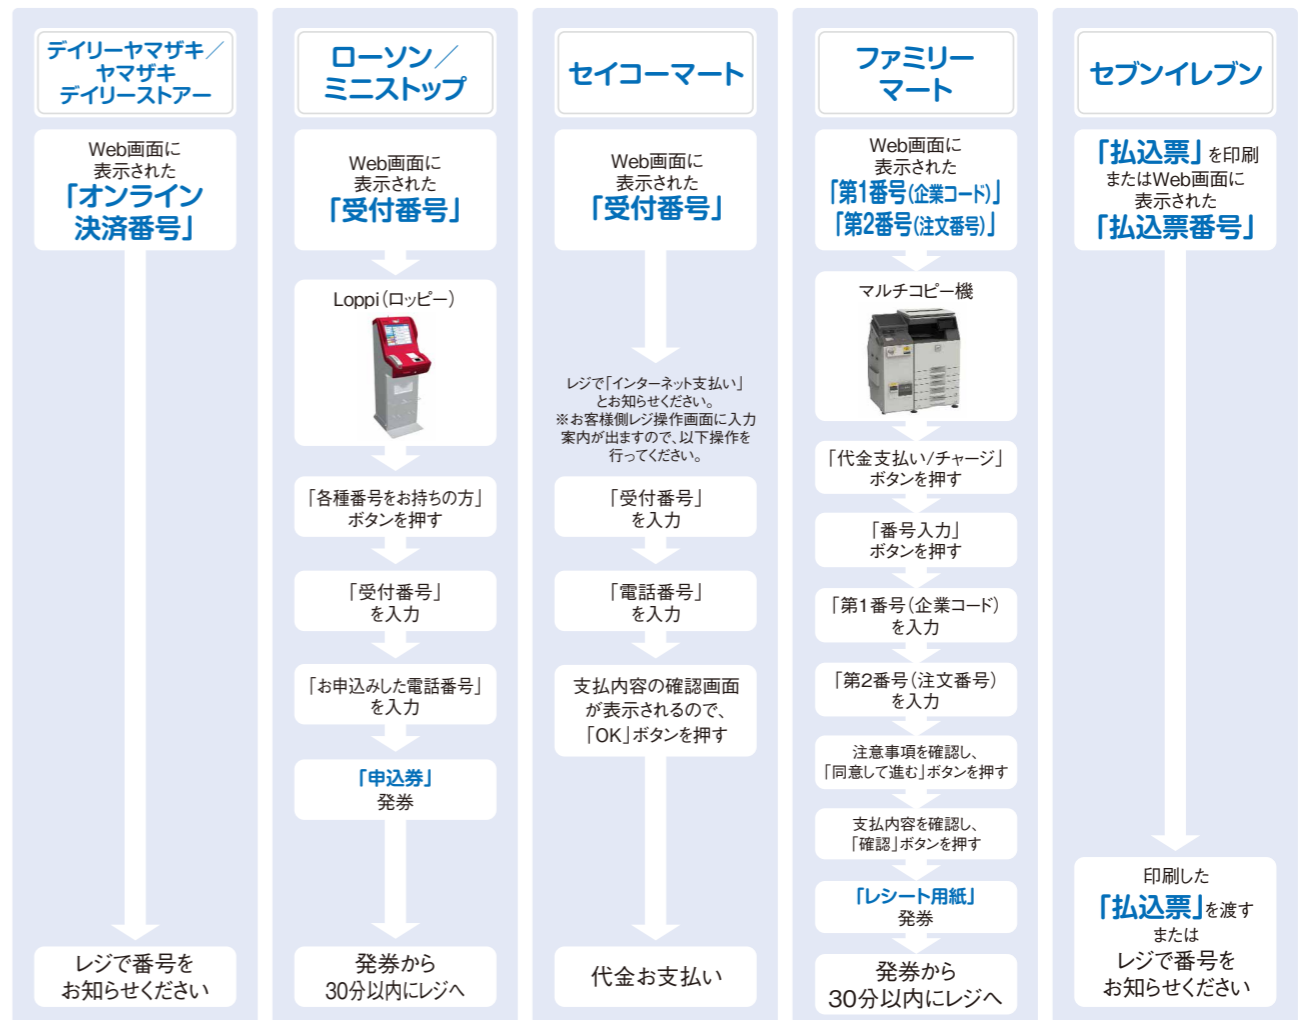 デイリーヤマザキ／
ヤマザキ
デイリーストアー
Web画面に
表示された
「オンライン
決済番号」
レジで番号を
お知らせください
ローソン／
ミニストップ
Web画面に
表示された
「受付番号」
Loppi（ロッピー）
「各種番号をお持ちの方」
ボタンを押す
「受付番号」
を入力
「お申込みした電話番号」
を入力
「申込券」
発券
発券から
30分以内にレジへ
セイコーマート
Web画面に
表示された
「受付番号」
レジで「インターネット支払い」
とお知らせください。
※お客様側レジ操作画面に入力
案内が出ますので、以下操作を
行ってください。
「受付番号」
を入力
「電話番号」
を入力
支払内容の確認画面
が表示されるので、
「OK」ボタンを押す
代金お支払い
ファミリー
マート
Web画面に
表示された
「第1番号（企業コード）」
「第2番号（注文番号）」
マルチコピー機
「代金支払い/チャージ」
ボタンを押す
「番号入力」
ボタンを押す
「第1番号（企業コード）
を入力
「第2番号（注文番号）
を入力
注意事項を確認し、
「同意して進む」ボタンを押す
支払内容を確認し、
「確認」ボタンを押す
「レシート用紙」
発券
発券から
30分以内にレジへ
セブンイレブン
「払込票」を印刷
またはWeb画面に
表示された
「払込票番号」
印刷した
「払込票」を渡す
または
レジで番号を
お知らせください